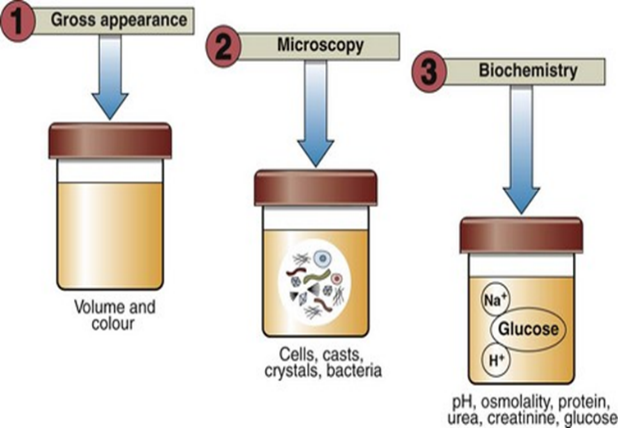 1 Gross appearance
2 Microscopy
3 Biochemistry
Volume and
colour
Cells, casts,
crystals, bacteria
Na⁺
Glucose
H⁺
pH, osmolality, protein,
urea, creatinine, glucose